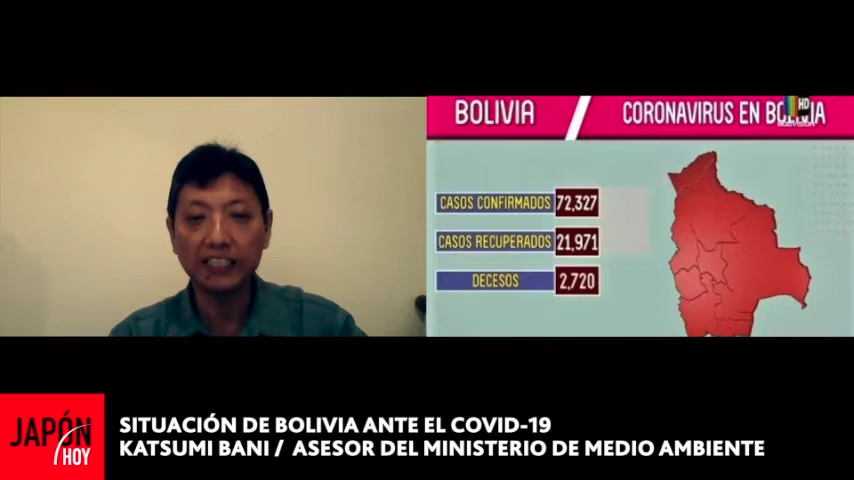 BOLIVIA
CORONAVIRUS EN BOLIVIA
HD
CASOS CONFIRMADOS 72,327
CASOS RECUPERADOS 21,971
DECESOS 2,720
JAPÓN
HOY
SITUACIÓN DE BOLIVIA ANTE EL COVID-19
KATSUMI BANI / ASESOR DEL MINISTERIO DE MEDIO AMBIENTE